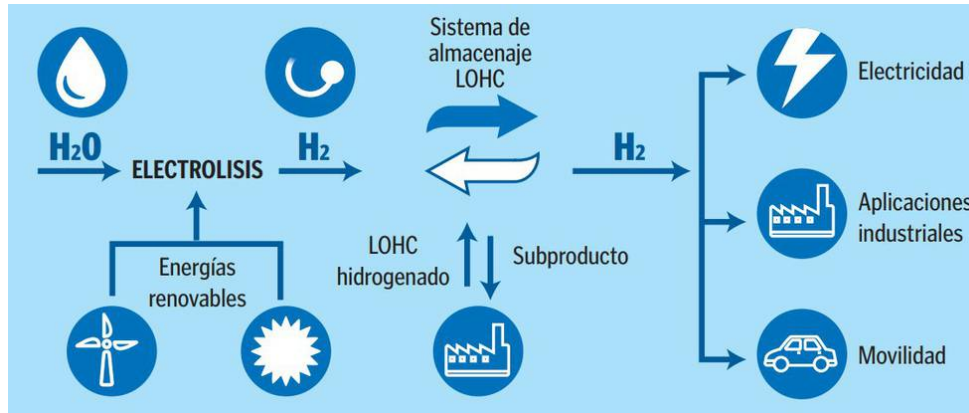 Sistema de
almacenaje
LOHC
H2O
ELECTROLISIS
H2
H2
Electricidad
Energías
renovables
LOHC
hidrogenado
Subproducto
Aplicaciones
industriales
Movilidad